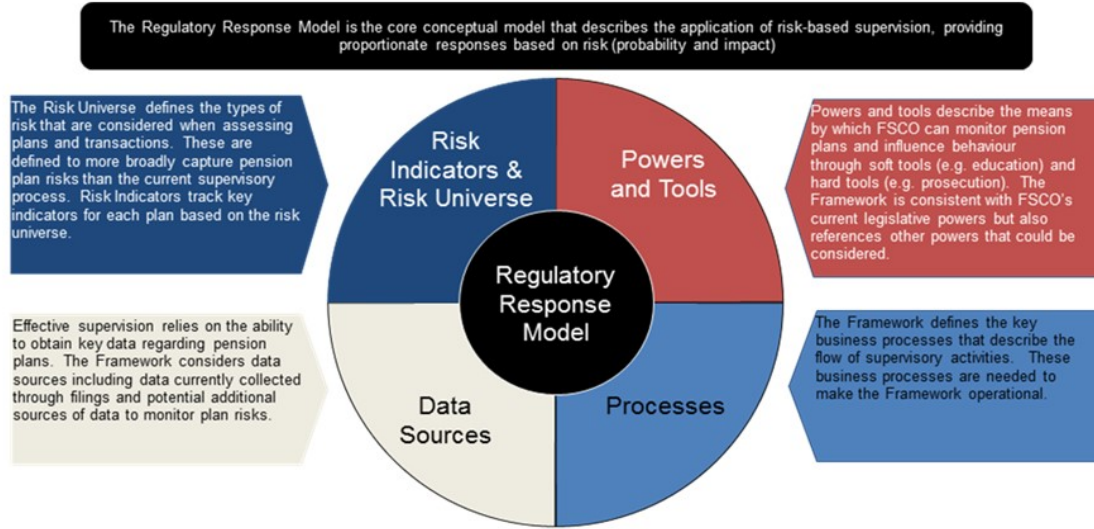 The Regulatory Response Model is the core conceptual model that describes the application of risk-based supervision, providing
proportionate responses based on risk (probability and impact)
The Risk Universe defines the types of
risk that are considered when assessing
plans and transactions. These are
defined to more broadly capture pension
plan risks than the current supervisory
process. Risk Indicators track key
indicators for each plan based on the risk
universe.
Risk
Indicators &
Risk Universe
Powers
and Tools
Powers and tools describe the means
by which FSCO can monitor pension
plans and influence behaviour
through soft tools (e.g. education) and
hard tools (e.g. prosecution). The
Framework is consistent with FSCO's
current legislative powers but also
references other powers that could be
considered.
Regulatory
Response
Model
Effective supervision relies on the ability
to obtain key data regarding pension
plans. The Framework considers data
sources including data currently collected
through filings and potential additional
sources of data to monitor plan risks.
Data
Sources
Processes
The Framework defines the key
business processes that describe the
flow of supervisory activities. These
business processes are needed to
make the Framework operational.